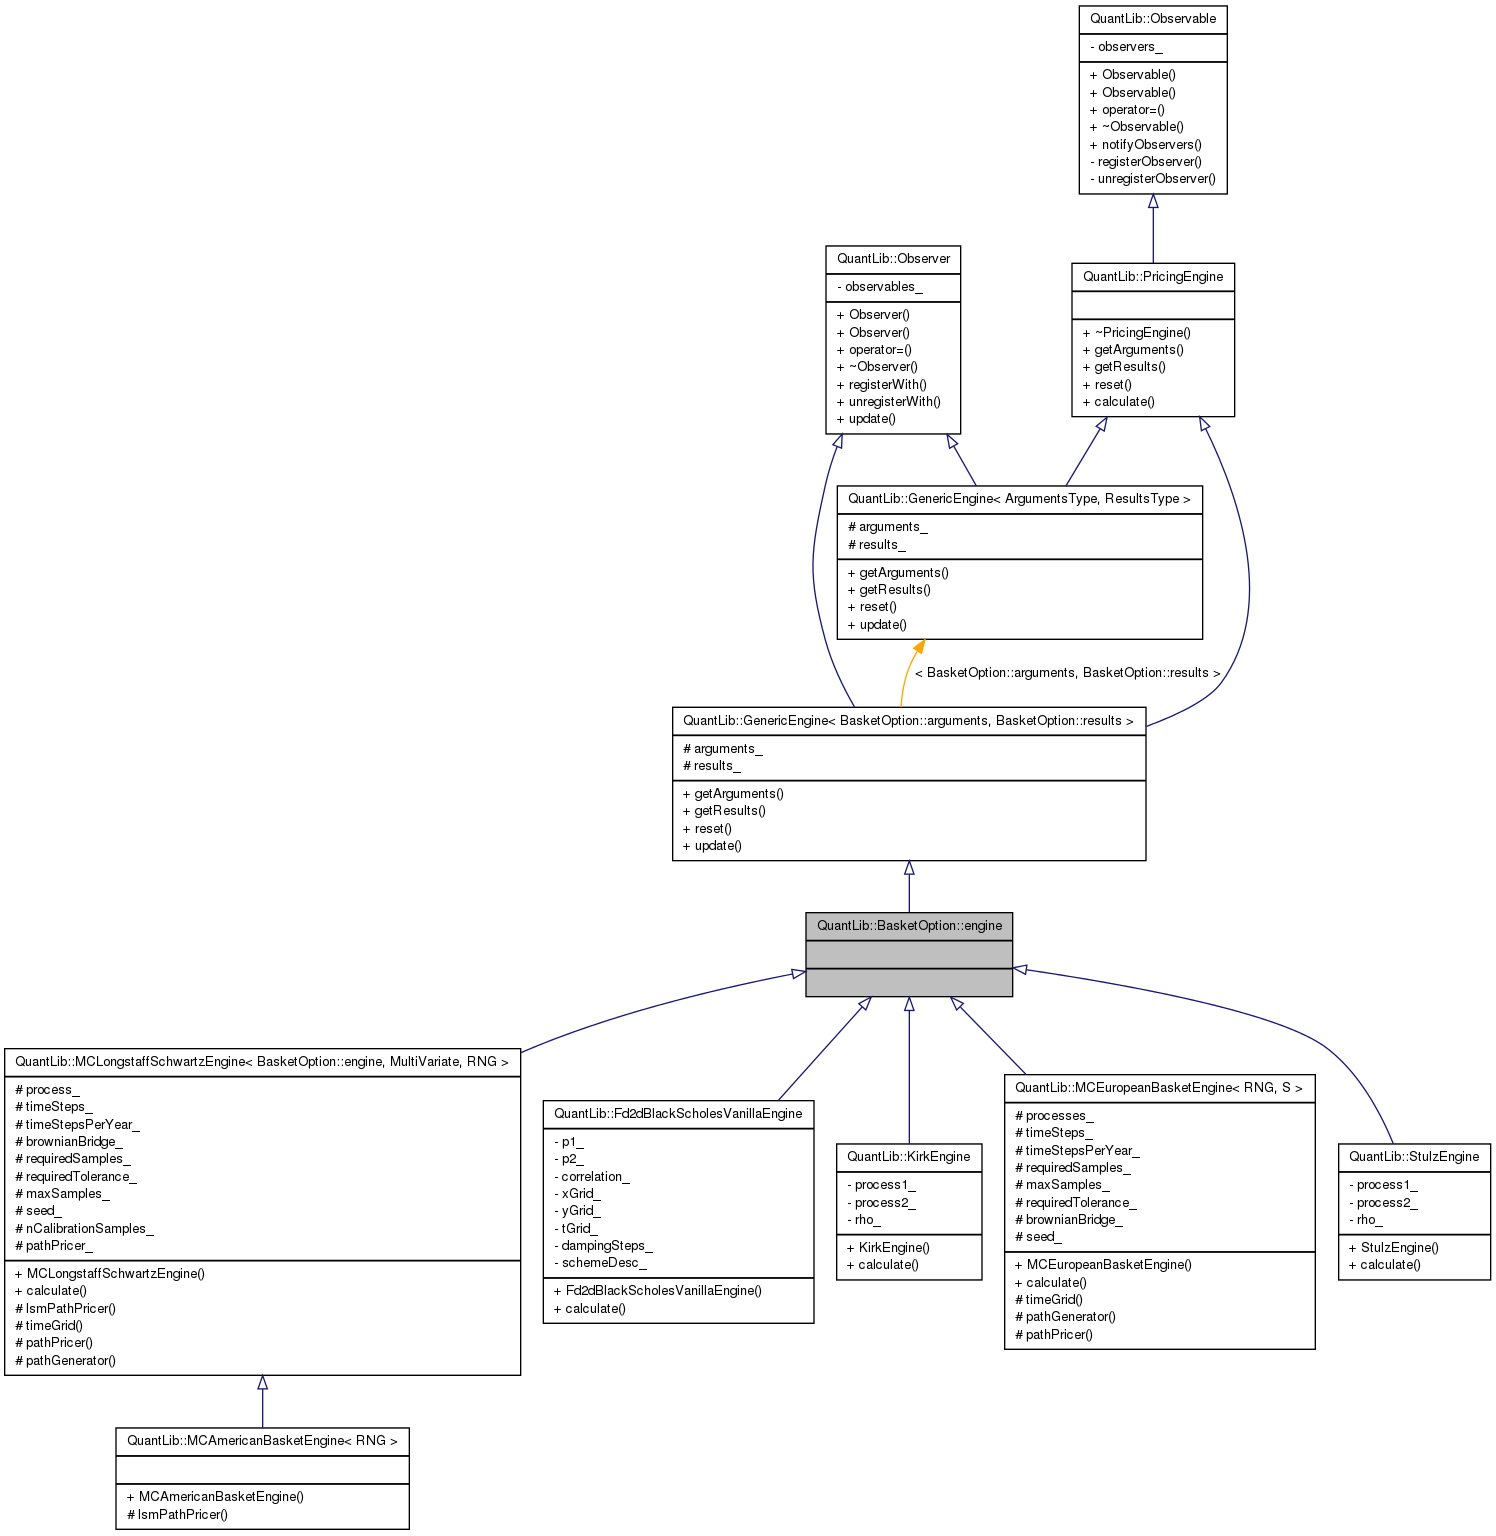 QuantLib::Observable
- observers_
+ Observable()
+ Observable()
+ operator=()
+ ~Observable()
+ notifyObservers()
- registerObserver()
- unregisterObserver()
QuantLib::Observer
- observables_
+ Observer()
+ Observer()
+ operator=()
+ ~Observer()
+ registerWith()
+ unregisterWith()
+ update()
QuantLib::PricingEngine
+ ~PricingEngine()
+ getArguments()
+ getResults()
+ reset()
+ calculate()
QuantLib::GenericEngine< ArgumentsType, ResultsType >
# arguments_
# results_
+ getArguments()
+ getResults()
+ reset()
+ update()
< BasketOption::arguments, BasketOption::results >
QuantLib::GenericEngine< BasketOption::arguments, BasketOption::results >
# arguments_
# results_
+ getArguments()
+ getResults()
+ reset()
+ update()
QuantLib::BasketOption::engine
QuantLib::MCLongstaffSchwartzEngine< BasketOption::engine, MultiVariate, RNG >
# process_
# timeSteps_
# timeStepsPerYear_
# brownianBridge_
# requiredSamples_
# requiredTolerance_
# maxSamples_
# seed_
# nCalibrationSamples_
# pathPricer_
+ MCLongstaffSchwartzEngine()
+ calculate()
# lsmPathPricer()
# timeGrid()
# pathPricer()
# pathGenerator()
QuantLib::Fd2dBlackScholesVanillaEngine
- p1_
- p2_
- correlation_
- xGrid_
- yGrid_
- tGrid_
- dampingSteps_
- schemeDesc_
+ Fd2dBlackScholesVanillaEngine()
+ calculate()
QuantLib::KirkEngine
- process1_
- process2_
- rho_
+ KirkEngine()
+ calculate()
QuantLib::MCEuropeanBasketEngine< RNG, S >
# processes_
# timeSteps_
# timeStepsPerYear_
# requiredSamples_
# maxSamples_
# requiredTolerance_
# brownianBridge_
# seed_
+ MCEuropeanBasketEngine()
+ calculate()
# timeGrid()
# pathGenerator()
# pathPricer()
QuantLib::StulzEngine
- process1_
- process2_
- rho_
+ StulzEngine()
+ calculate()
QuantLib::MCAmericanBasketEngine< RNG >
+ MCAmericanBasketEngine()
# lsmPathPricer()